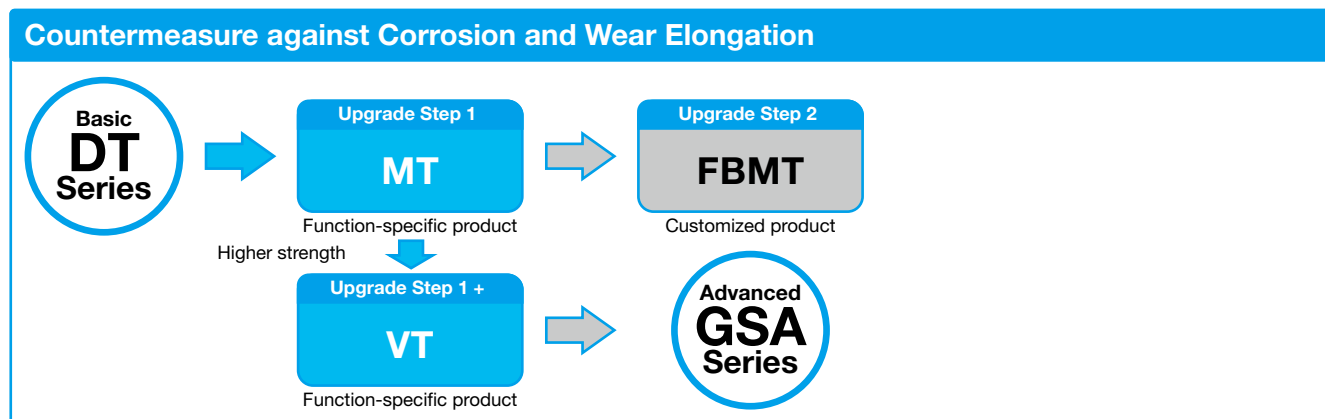 Countermeasure against Corrosion and Wear Elongation
Basic
DT
Series
Upgrade Step 1
MT
Function-specific product
Upgrade Step 2
FBMT
Customized product
Higher strength
Upgrade Step 1 +
VT
Function-specific product
Advanced
GSA
Series